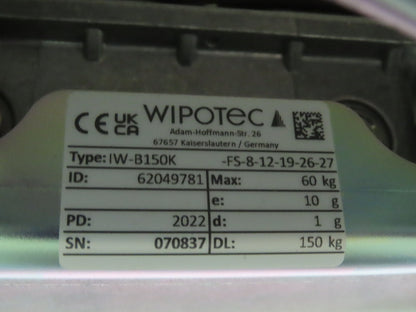 CE UK CA WIPOTEC
Adam-Hoffmann-Str. 26
67657 Kaiserslautern / Germany
Type: IW-B150K -FS-8-12-19-26-27
ID: 62049781 Max: 60 kg
e: 10 g
PD: 2022 d: 1 g
SN: 070837 DL: 150 kg